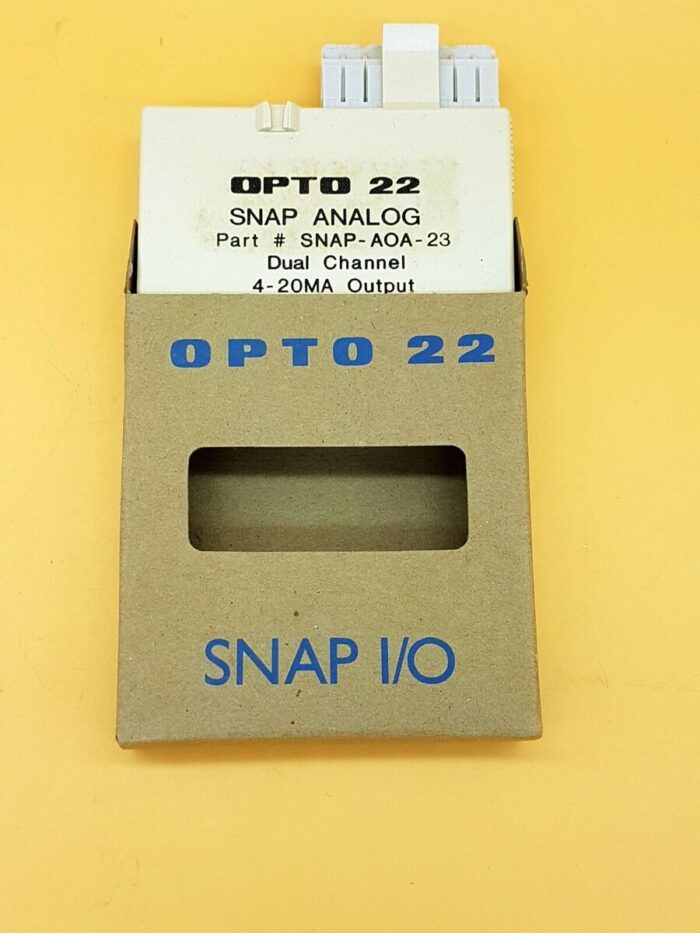 OPTO 22
SNAP ANALOG
Part # SNAP-AOA-23
Dual Channel
4-20MA Output
OPTO 22
SNAP I/O